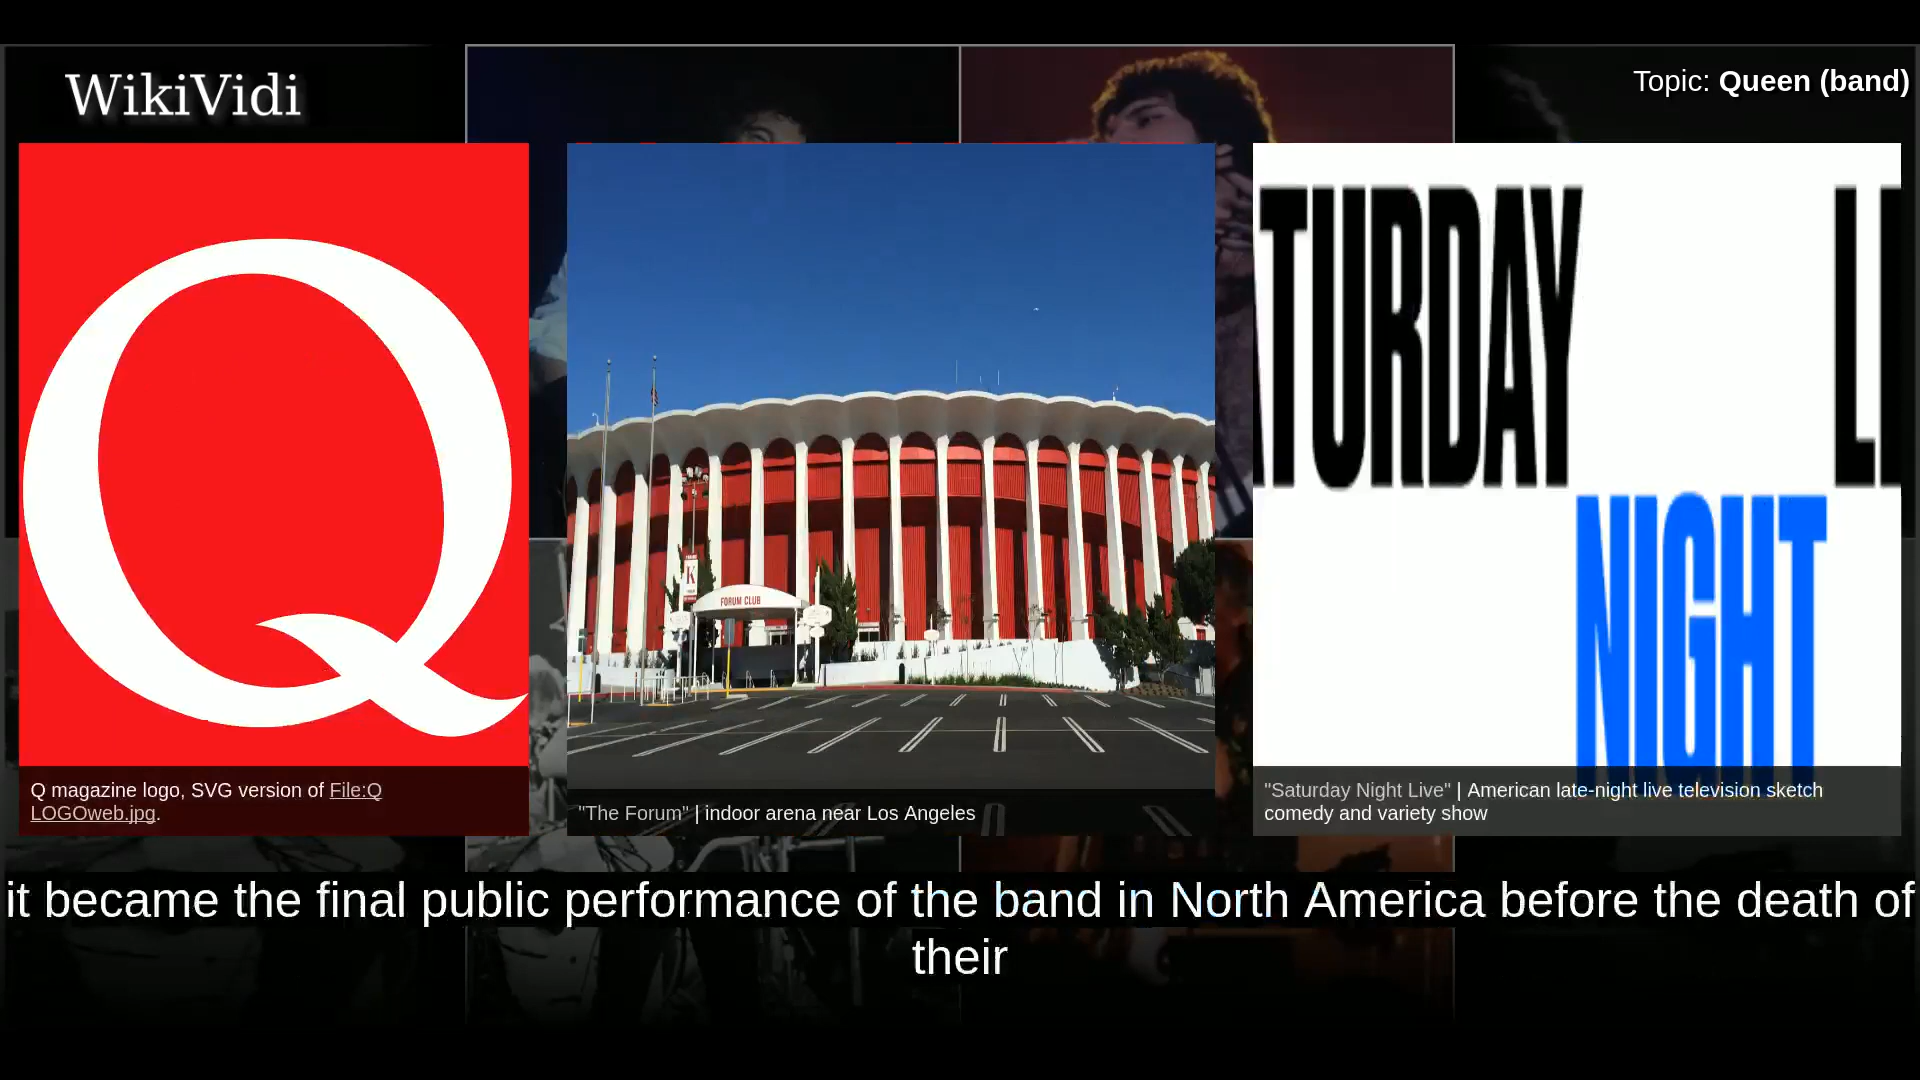 WikiVidi
Topic: Queen (band)
Q
ATURDAY LI
NIGHT
K
FORUM CLUB
Q magazine logo, SVG version of File:Q
LOGOweb.jpg.
"The Forum" | indoor arena near Los Angeles
"Saturday Night Live" | American late-night live television sketch
comedy and variety show
it became the final public performance of the band in North America before the death of
their